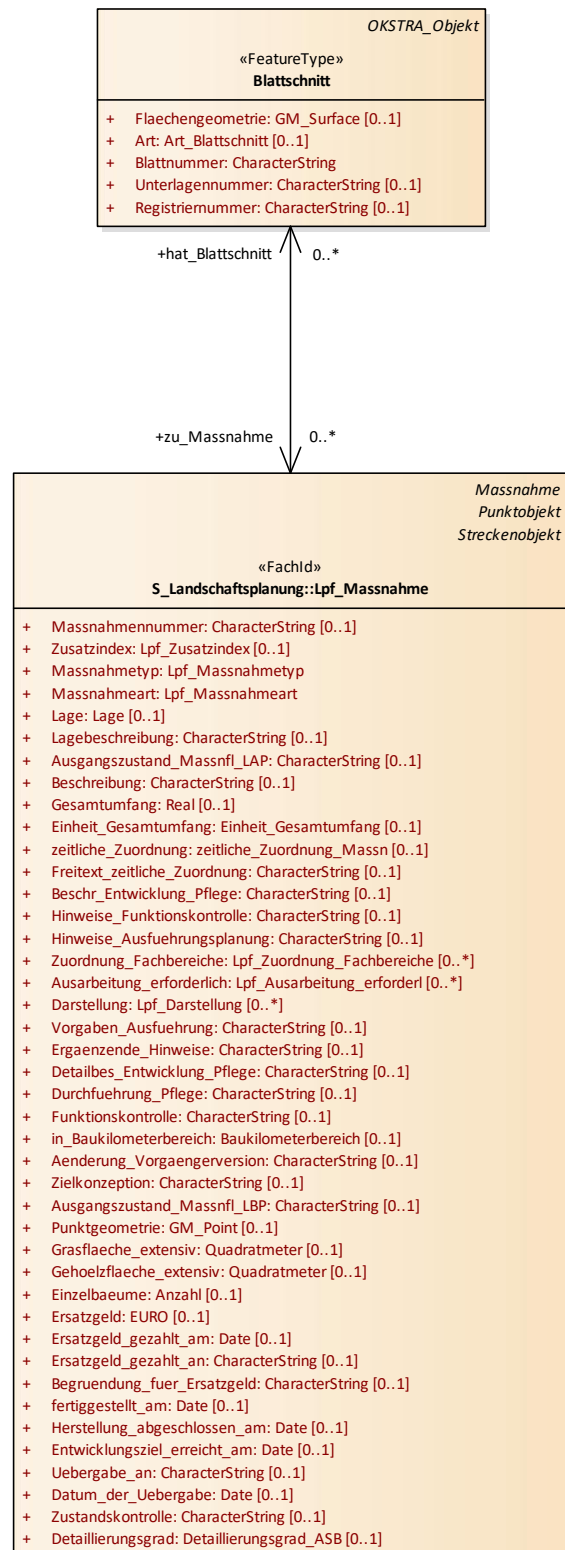 OKSTRA_Objekt
«FeatureType»
Blattschnitt
+ Flaechengeometrie: GM_Surface [0..1]
+ Art: Art_Blattschnitt [0..1]
+ Blattnummer: CharacterString
+ Unterlagennummer: CharacterString [0..1]
+ Registriernummer: CharacterString [0..1]
+hat_Blattschnitt 0..*
+zu_Massnahme 0..*
Massnahme
Punktobjekt
Streckenobjekt
«FachId»
S_Landschaftsplanung::Lpf_Massnahme
+ Massnahmennummer: CharacterString [0..1]
+ Zusatzindex: Lpf_Zusatzindex [0..1]
+ Massnahmetyp: Lpf_Massnahmetyp
+ Massnahmeart: Lpf_Massnahmeart
+ Lage: Lage [0..1]
+ Lagebeschreibung: CharacterString [0..1]
+ Ausgangszustand_Massnfl_LAP: CharacterString [0..1]
+ Beschreibung: CharacterString [0..1]
+ Gesamtumfang: Real [0..1]
+ Einheit_Gesamtumfang: Einheit_Gesamtumfang [0..1]
+ zeitliche_Zuordnung: zeitliche_Zuordnung_Massn [0..1]
+ Freitext_zeitliche_Zuordnung: CharacterString [0..1]
+ Beschr_Entwicklung_Pflege: CharacterString [0..1]
+ Hinweise_Funktionskontrolle: CharacterString [0..1]
+ Hinweise_Ausfuehrungsplanung: CharacterString [0..1]
+ Zuordnung_Fachbereiche: Lpf_Zuordnung_Fachbereiche [0..*]
+ Ausarbeitung_erforderlich: Lpf_Ausarbeitung_erforderl [0..*]
+ Darstellung: Lpf_Darstellung [0..*]
+ Vorgaben_Ausfuehrung: CharacterString [0..1]
+ Ergaenzende_Hinweise: CharacterString [0..1]
+ Detailbes_Entwicklung_Pflege: CharacterString [0..1]
+ Durchfuehrung_Pflege: CharacterString [0..1]
+ Funktionskontrolle: CharacterString [0..1]
+ in_Baukilometerbereich: Baukilometerbereich [0..1]
+ Aenderung_Vorgaengerversion: CharacterString [0..1]
+ Zielkonzeption: CharacterString [0..1]
+ Ausgangszustand_Massnfl_LBP: CharacterString [0..1]
+ Punktgeometrie: GM_Point [0..1]
+ Grasflaeche_extensiv: Quadratmeter [0..1]
+ Gehoelzflaeche_extensiv: Quadratmeter [0..1]
+ Einzelbaeume: Anzahl [0..1]
+ Ersatzgeld: EURO [0..1]
+ Ersatzgeld_gezahlt_am: Date [0..1]
+ Ersatzgeld_gezahlt_an: CharacterString [0..1]
+ Begruendung_fuer_Ersatzgeld: CharacterString [0..1]
+ fertiggestellt_am: Date [0..1]
+ Herstellung_abgeschlossen_am: Date [0..1]
+ Entwicklungsziel_erreicht_am: Date [0..1]
+ Uebergabe_an: CharacterString [0..1]
+ Datum_der_Uebergabe: Date [0..1]
+ Zustandskontrolle: CharacterString [0..1]
+ Detaillierungsgrad: Detaillierungsgrad_ASB [0..1]